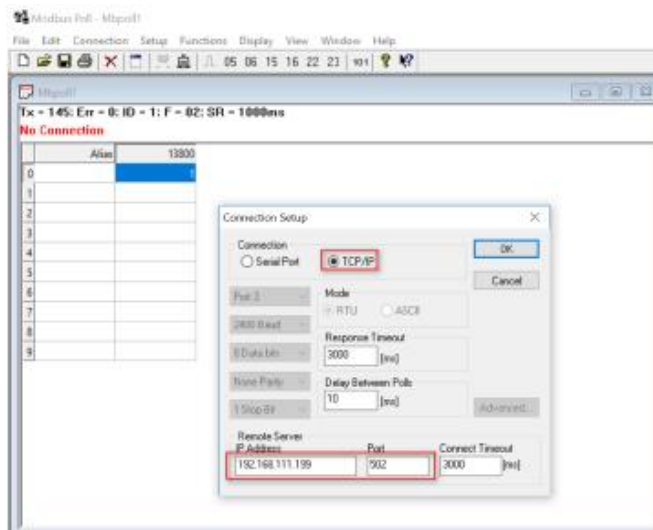 Modbus Poll - Mbpoll1
File Edit Connection Setup Functions Display View Window Help
05 06 15 16 22 23 101
Mbpoll1
Tx = 145: Err = 0: ID = 1: F = 02: SR = 1000ms
No Connection
Alias 13800
0 1
1
2
3
4
5
6
7
8
9
Connection Setup
Connection
Serial Port TCP/IP
OK
Cancel
Port 2
2400 Baud
8 Data bits
None Parity
1 Stop Bit
Mode
RTU ASCII
Response Timeout
3000 [ms]
Delay Between Polls
10 [ms]
Advanced...
Remote Server
IP Address Port Connect Timeout
192.168.111.199 502 3000 [ms]